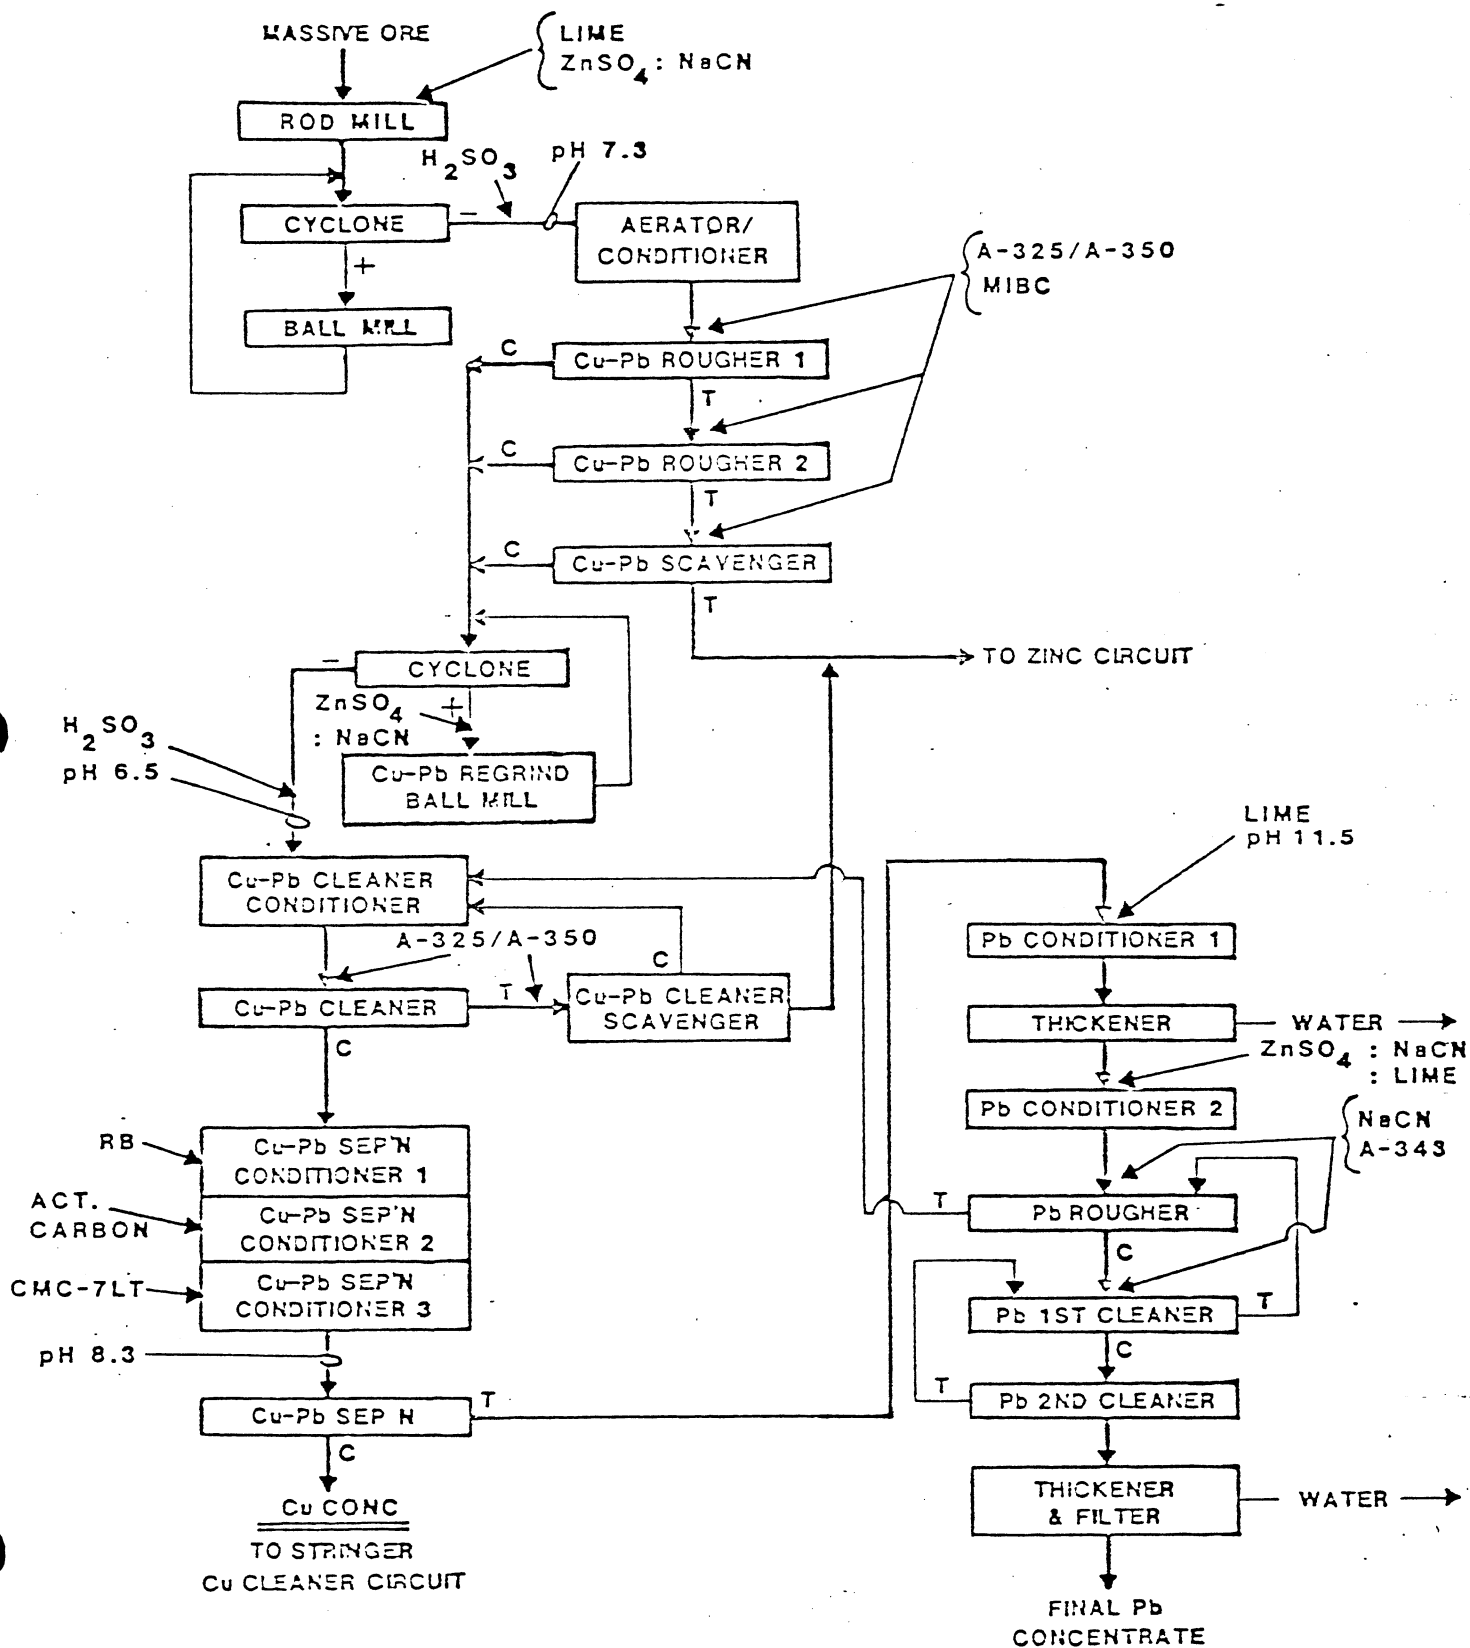 MASSIVE ORE
LIME
ZnSO4 : NaCN
ROD MILL
H2SO3
pH 7.3
CYCLONE
−
AERATOR/
CONDITIONER
+
BALL MILL
A-325/A-350
MIBC
C
Cu-Pb ROUGHER 1
T
C
Cu-Pb ROUGHER 2
T
C
Cu-Pb SCAVENGER
T
TO ZINC CIRCUIT
−
CYCLONE
+
ZnSO4
: NaCN
H2SO3
pH 6.5
Cu-Pb REGRIND
BALL MILL
Cu-Pb CLEANER
CONDITIONER
A-325/A-350
C
Cu-Pb CLEANER
T
Cu-Pb CLEANER
SCAVENGER
C
RB
Cu-Pb SEP'N
CONDITIONER 1
ACT.
CARBON
Cu-Pb SEP'N
CONDITIONER 2
CMC-7LT
Cu-Pb SEP'N
CONDITIONER 3
pH 8.3
Cu-Pb SEP N
T
C
Cu CONC
TO STRINGER
Cu CLEANER CIRCUIT
LIME
pH 11.5
Pb CONDITIONER 1
THICKENER
WATER
ZnSO4 : NaCN
: LIME
Pb CONDITIONER 2
NaCN
A-343
T
Pb ROUGHER
C
Pb 1ST CLEANER
T
C
T
Pb 2ND CLEANER
THICKENER
& FILTER
WATER
FINAL Pb
CONCENTRATE